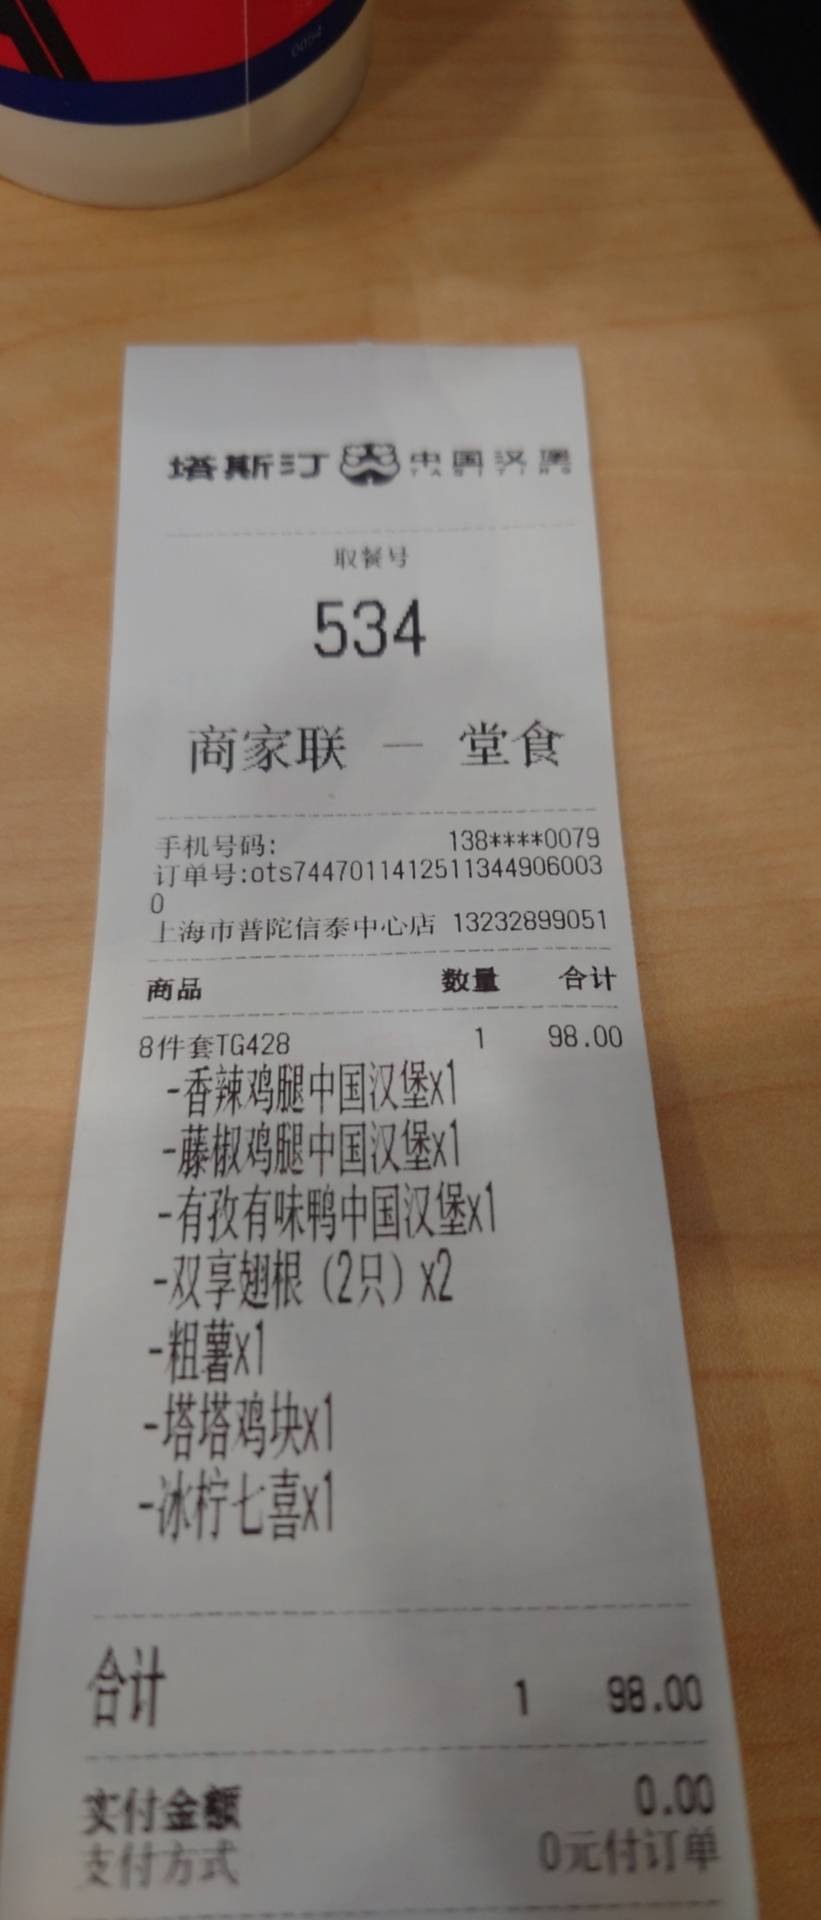 0054
塔斯汀 中国汉堡
TASITING
取餐号
534
商家联 — 堂食
手机号码: 138****0079
订单号:ots7447011412511344906003
0
上海市普陀信泰中心店 13232899051
商品 数量 合计
8件套TG428 1 98.00
-香辣鸡腿中国汉堡x1
-藤椒鸡腿中国汉堡x1
-有孜有味鸭中国汉堡x1
-双享翅根（2只）x2
-粗薯x1
-塔塔鸡块x1
-冰柠七喜x1
合计 1 98.00
实付金额 0.00
支付方式 0元付订单